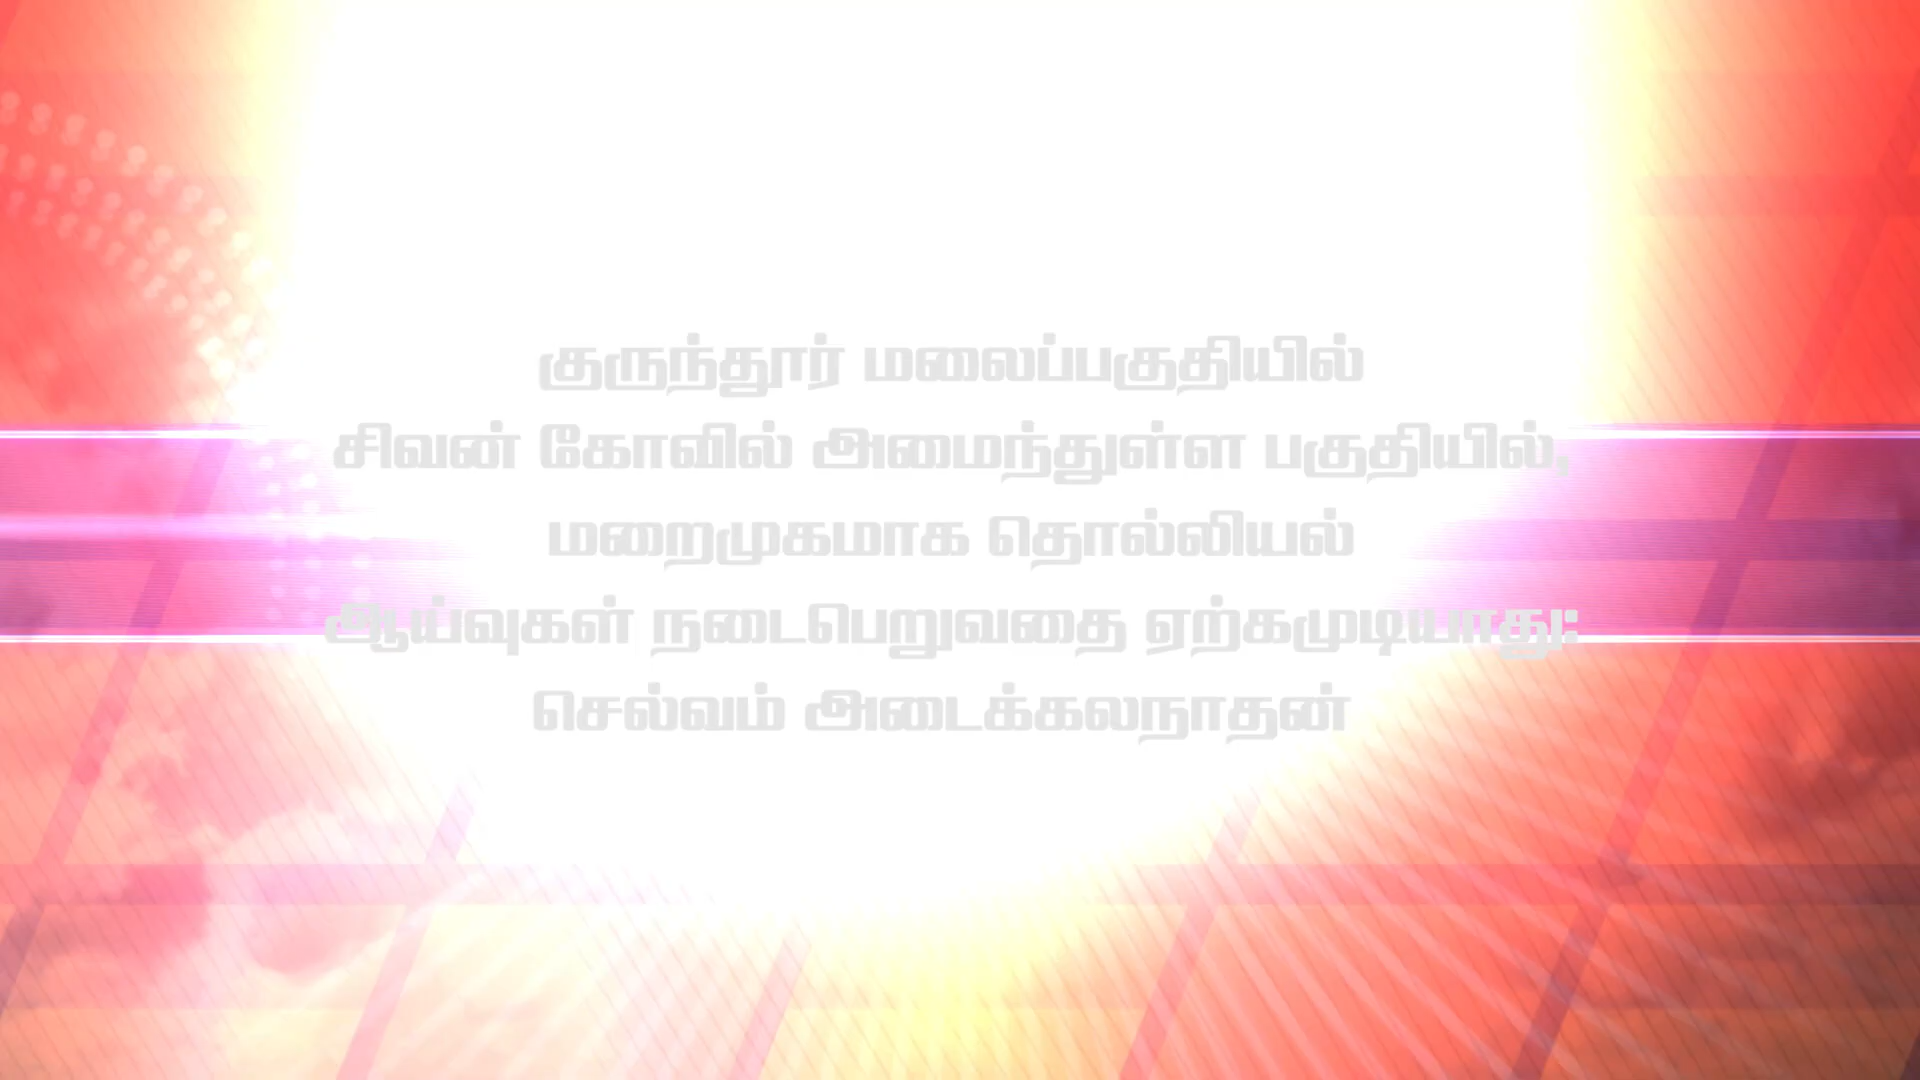 குருந்தூர் மலைப்பகுதியில்
சிவன் கோவில் அமைந்துள்ள பகுதியில்,
மறைமுகமாக தொல்லியல்
ஆய்வுகள் நடைபெறுவதை ஏற்கமுடியாது:
செல்வம் அடைக்கலநாதன்